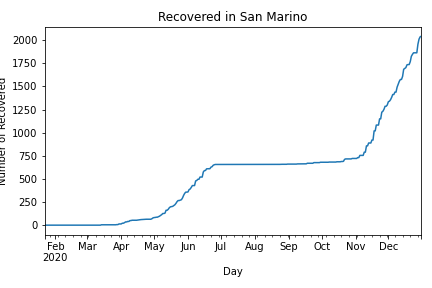 Recovered in San Marino
Number of Recovered
2000
1750
1500
1250
1000
750
500
250
0
Feb Mar Apr May Jun Jul Aug Sep Oct Nov Dec
2020
Day